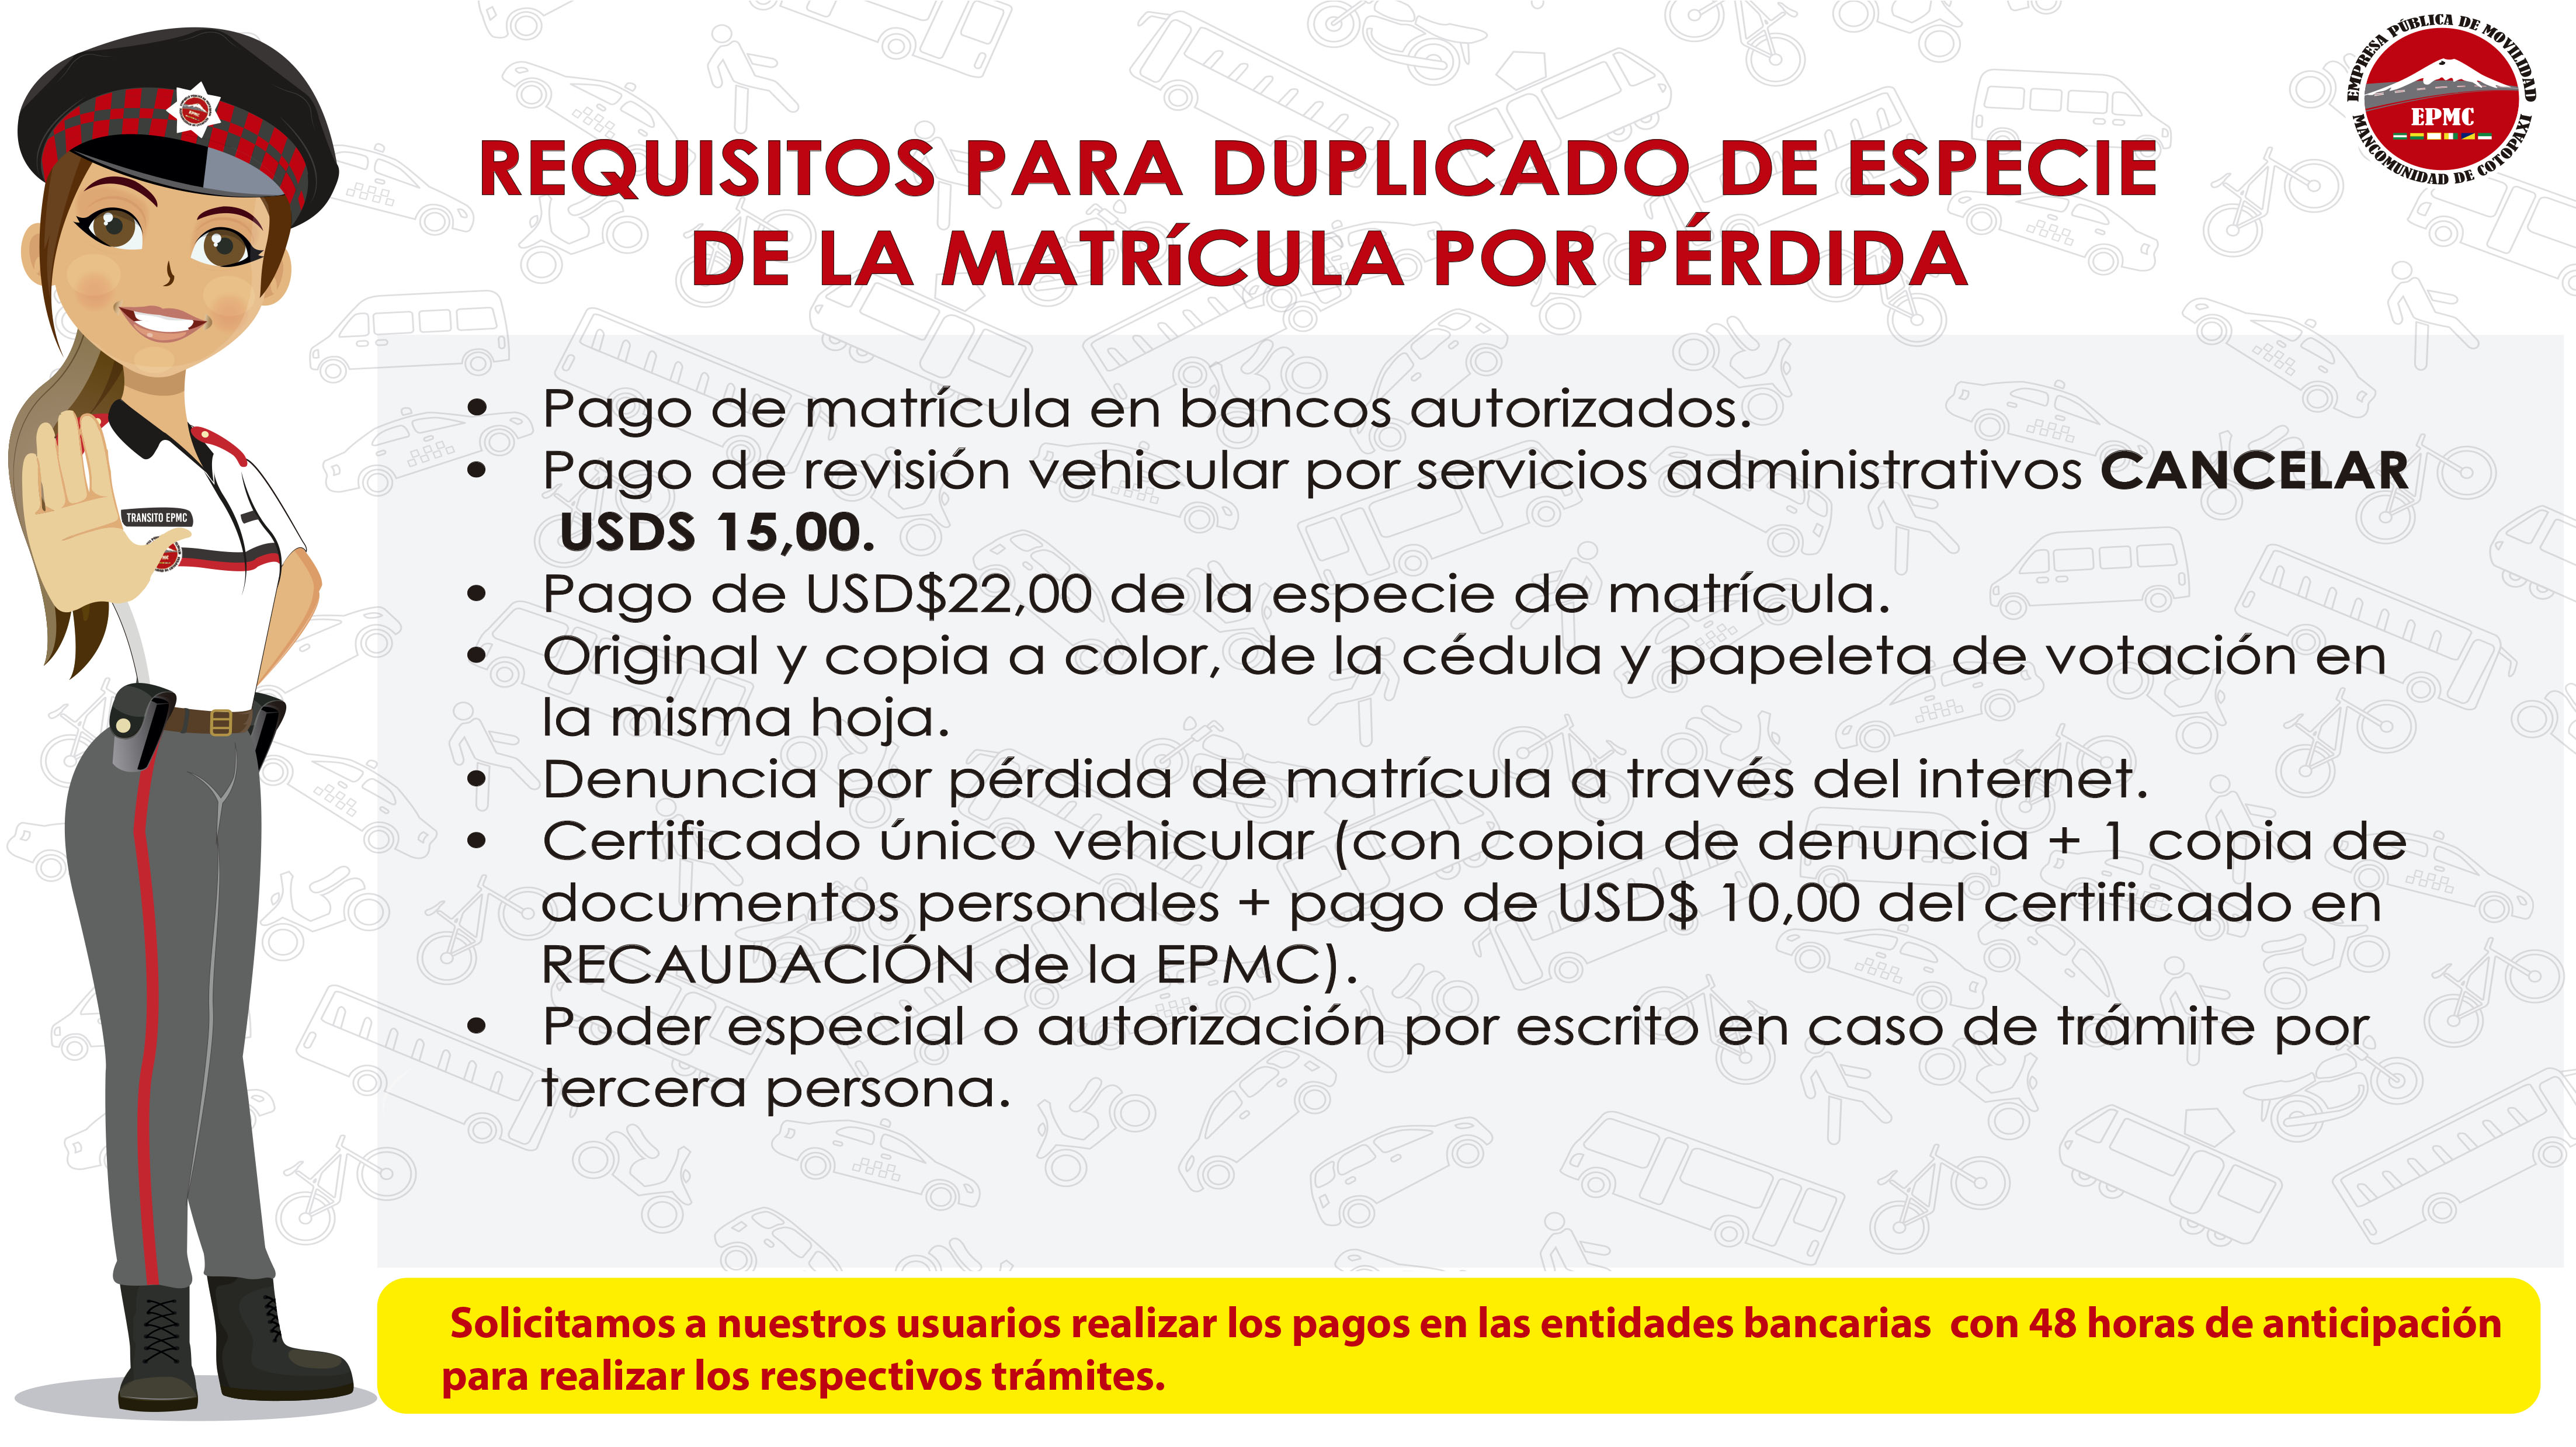 EMPRESA PÚBLICA DE MOVILIDAD
EPMC
MANCOMUNIDAD DE COTOPAXI
REQUISITOS PARA DUPLICADO DE ESPECIE
DE LA MATRíCULA POR PÉRDIDA
• Pago de matrícula en bancos autorizados.
• Pago de revisión vehicular por servicios administrativos CANCELAR
USDS 15,00.
• Pago de USD$22,00 de la especie de matrícula.
• Original y copia a color, de la cédula y papeleta de votación en
la misma hoja.
• Denuncia por pérdida de matrícula a través del internet.
• Certificado único vehicular (con copia de denuncia + 1 copia de
documentos personales + pago de USD$ 10,00 del certificado en
RECAUDACIÓN de la EPMC).
• Poder especial o autorización por escrito en caso de trámite por
tercera persona.
TRANSITO EPMC
Solicitamos a nuestros usuarios realizar los pagos en las entidades bancarias con 48 horas de anticipación
para realizar los respectivos trámites.